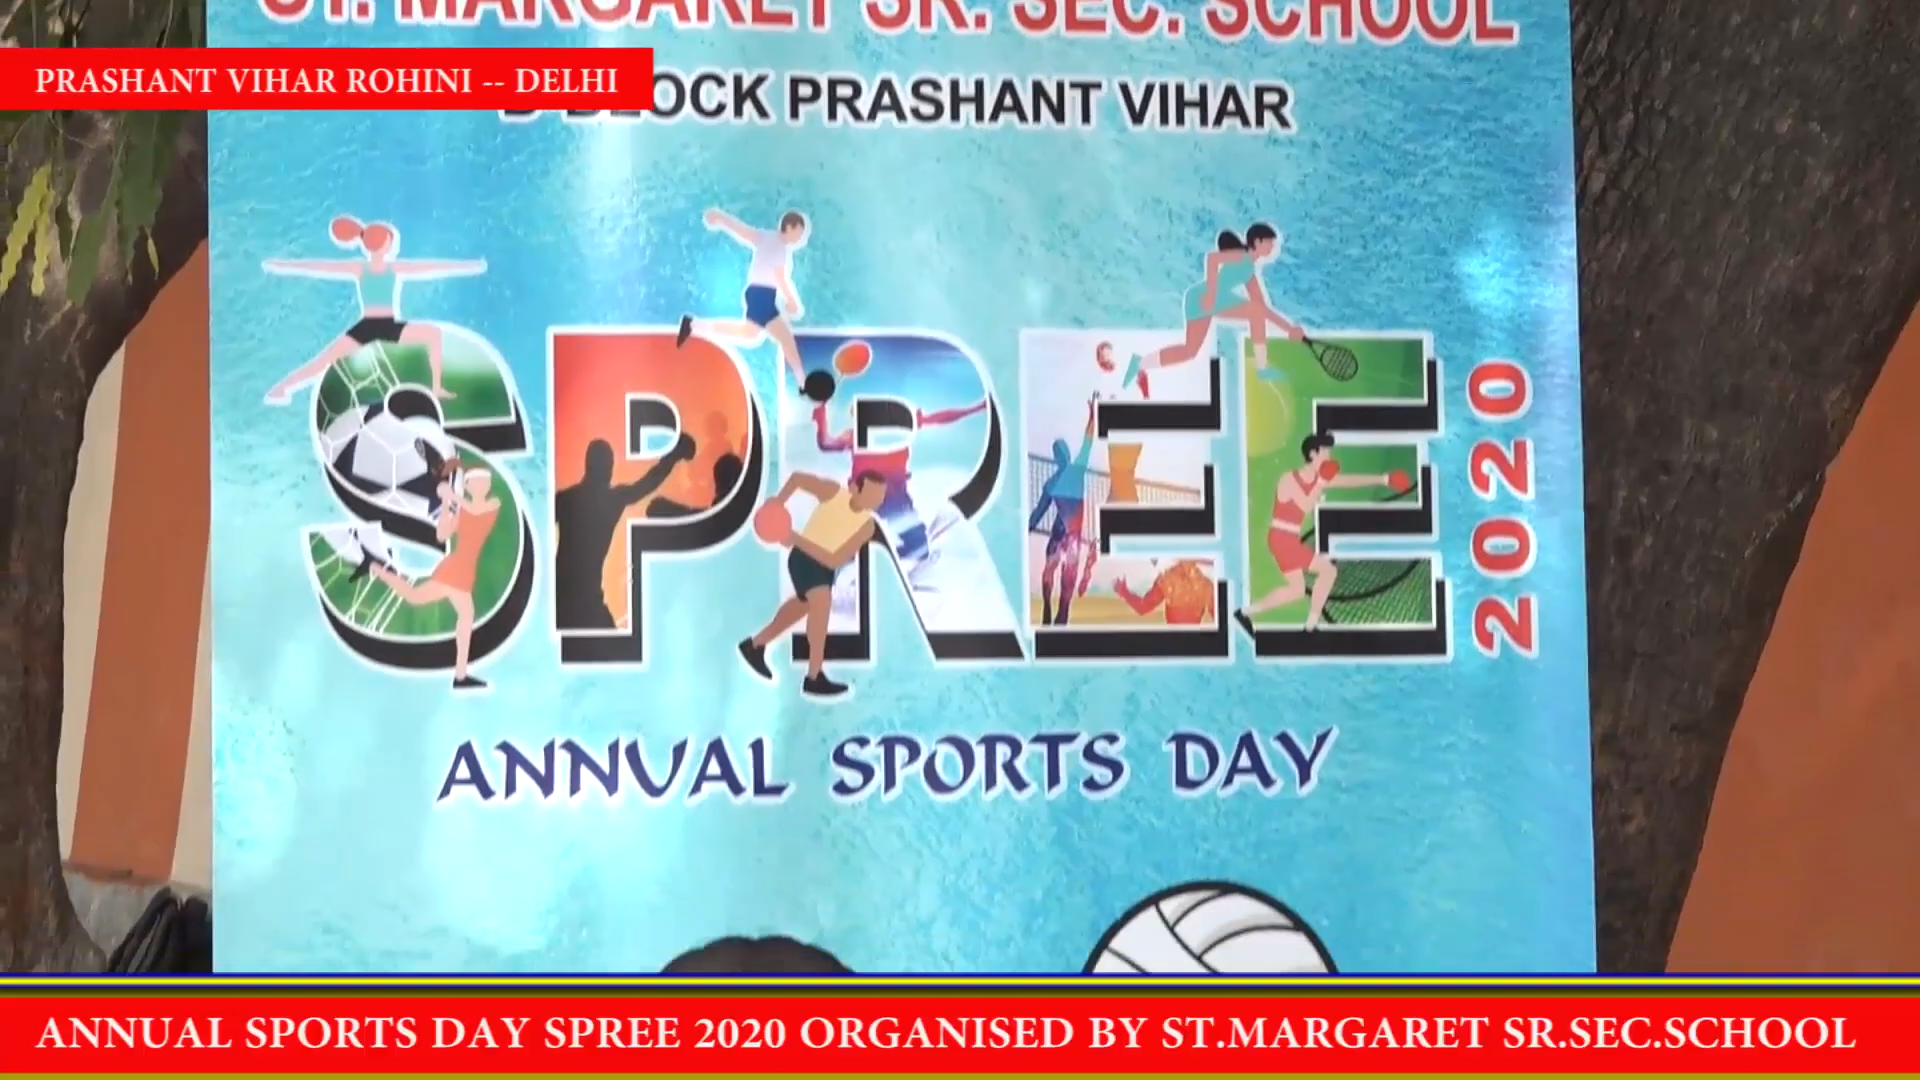 ST. MARGARET SR. SEC. SCHOOL
PRASHANT VIHAR ROHINI -- DELHI
D BLOCK PRASHANT VIHAR
SPREE
2020
ANNUAL SPORTS DAY
ANNUAL SPORTS DAY SPREE 2020 ORGANISED BY ST.MARGARET SR.SEC.SCHOOL